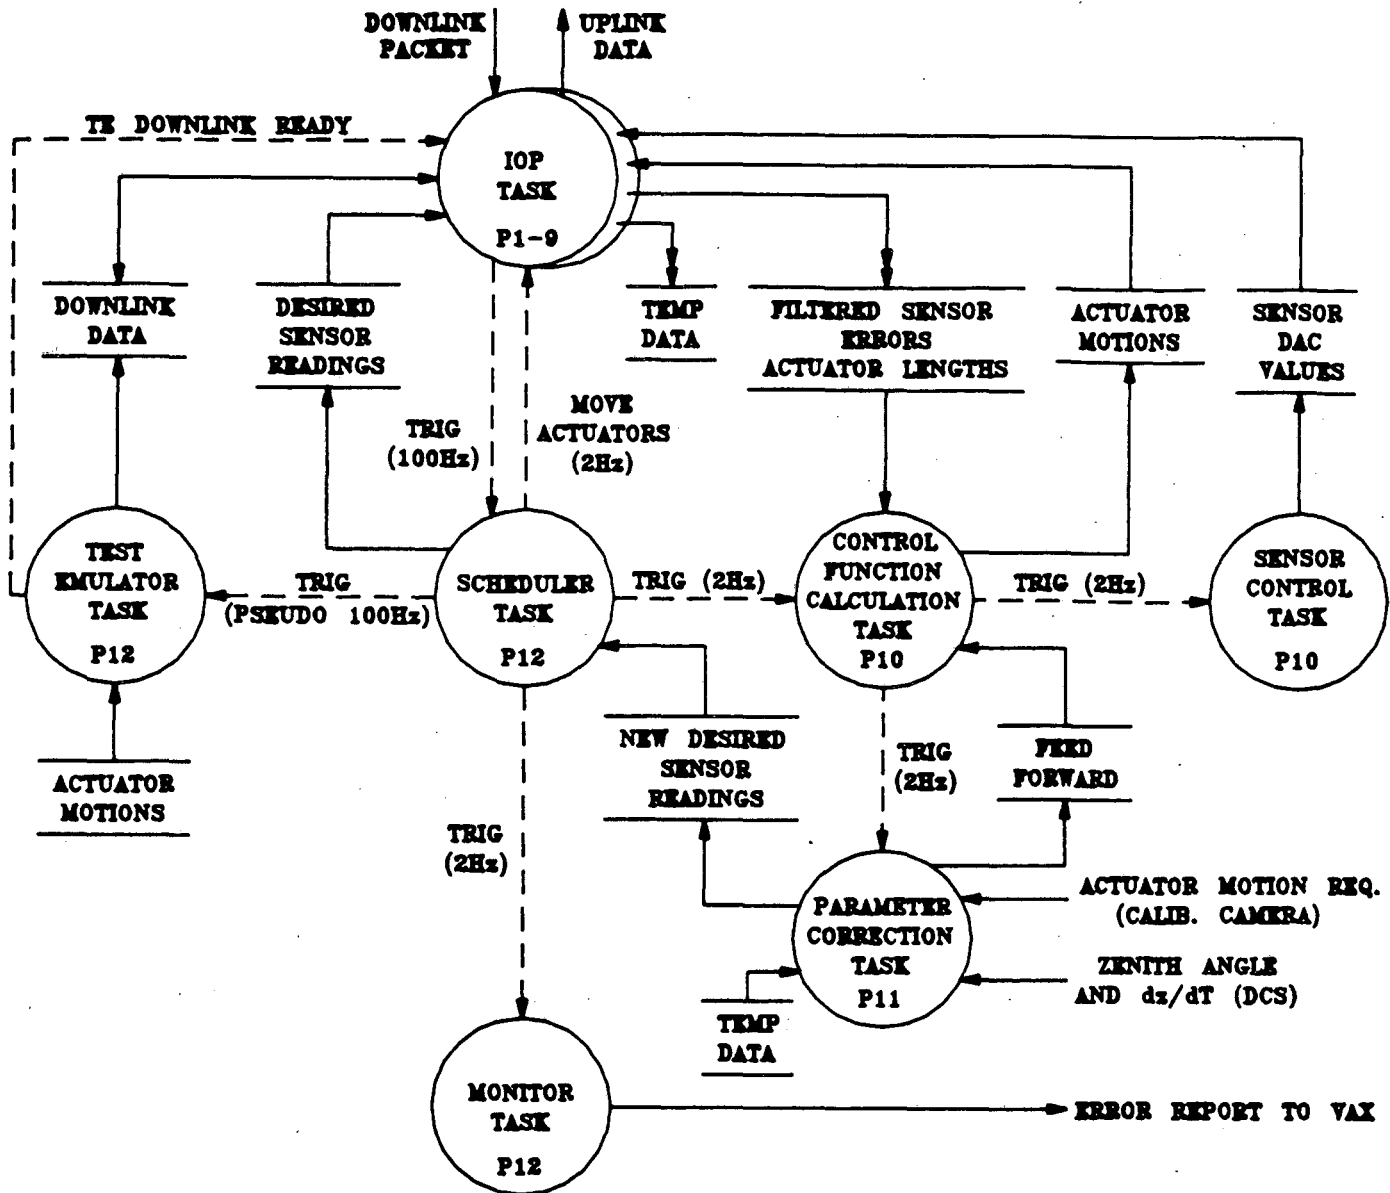 DOWNLINK
PACKET
UPLINK
DATA
TE DOWNLINK READY
IOP
TASK
P1-9
DOWNLINK
DATA
DESIRED
SENSOR
READINGS
TEMP
DATA
FILTERED SENSOR
ERRORS
ACTUATOR LENGTHS
ACTUATOR
MOTIONS
SENSOR
DAC
VALUES
TRIG
(100Hz)
MOVE
ACTUATORS
(2Hz)
TEST
EMULATOR
TASK
P12
TRIG
(PSEUDO 100Hz)
SCHEDULER
TASK
P12
TRIG (2Hz)
CONTROL
FUNCTION
CALCULATION
TASK
P10
TRIG (2Hz)
SENSOR
CONTROL
TASK
P10
ACTUATOR
MOTIONS
NEW DESIRED
SENSOR
READINGS
TRIG
(2Hz)
FEED
FORWARD
TRIG
(2Hz)
PARAMETER
CORRECTION
TASK
P11
ACTUATOR MOTION REQ.
(CALIB. CAMERA)
ZENITH ANGLE
AND dz/dT (DCS)
TEMP
DATA
MONITOR
TASK
P12
ERROR REPORT TO VAX